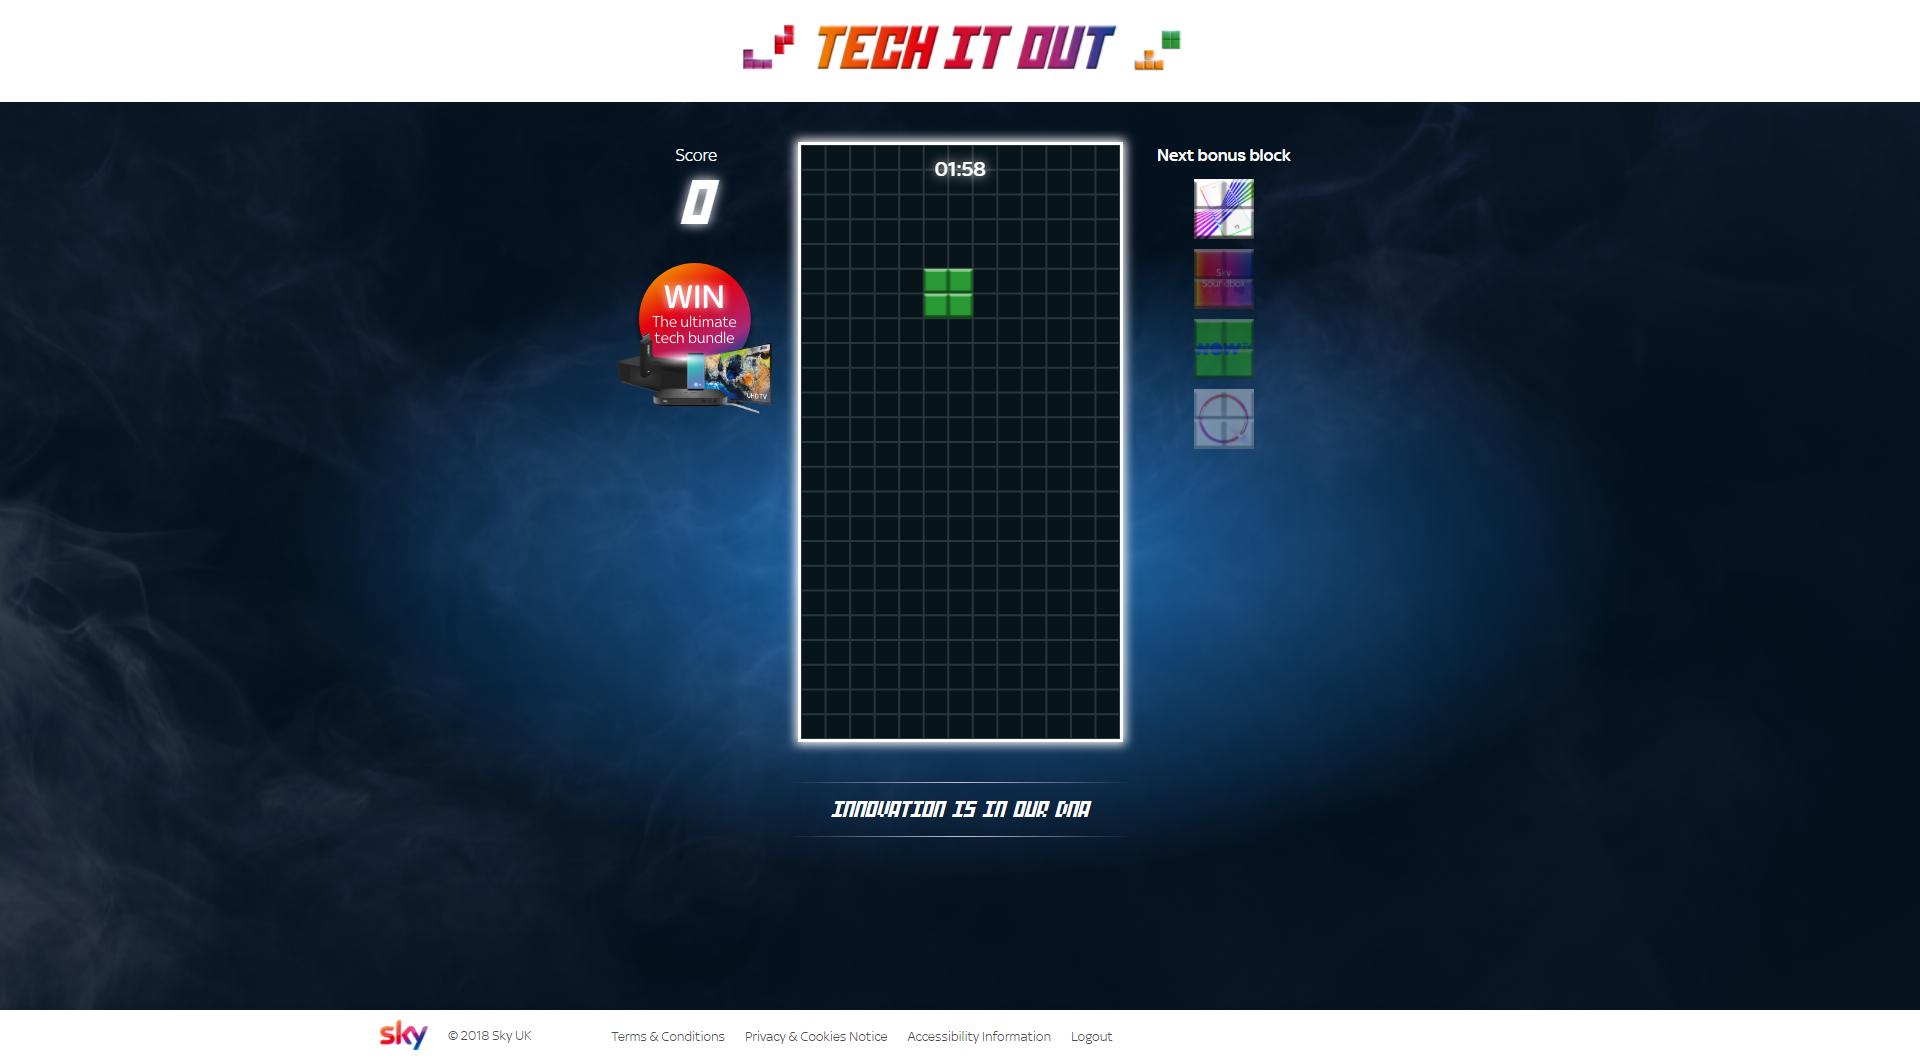 TECH IT OUT
Score
0
WIN
The ultimate
tech bundle
UHD TV
01:58
Next bonus block
Sky
Soundbox
NOW TV
INNOVATION IS IN OUR DNA
sky
© 2018 Sky UK
Terms & Conditions
Privacy & Cookies Notice
Accessibility Information
Logout